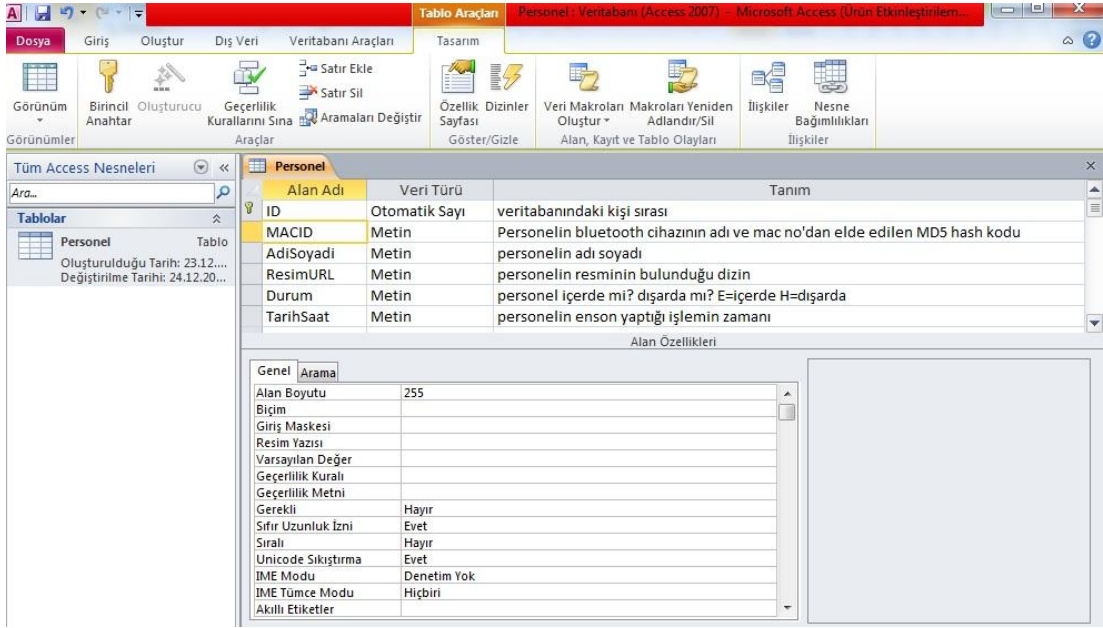 Tablo Araçları Personel : Veritabanı (Access 2007) - Microsoft Access (Ürün Etkinleştirilem...
Dosya Giriş Oluştur Dış Veri Veritabanı Araçları Tasarım
Görünüm
Birincil Anahtar
Oluşturucu
Geçerlilik Kurallarını Sına
Satır Ekle
Satır Sil
Aramaları Değiştir
Özellik Sayfası
Dizinler
Veri Makroları Oluştur
Makroları Yeniden Adlandır/Sil
İlişkiler
Nesne Bağımlılıkları
Görünümler Araçlar Göster/Gizle Alan, Kayıt ve Tablo Olayları İlişkiler
Tüm Access Nesneleri
Ara...
Tablolar
Personel Tablo
Oluşturulduğu Tarih: 23.12....
Değiştirilme Tarihi: 24.12.20...
Personel
Alan Adı Veri Türü Tanım
ID Otomatik Sayı veritabanındaki kişi sırası
MACID Metin Personelin bluetooth cihazının adı ve mac no'dan elde edilen MD5 hash kodu
AdiSoyadi Metin personelin adı soyadı
ResimURL Metin personelin resminin bulunduğu dizin
Durum Metin personel içerde mi? dışarda mı? E=içerde H=dışarda
TarihSaat Metin personelin enson yaptığı işlemin zamanı
Alan Özellikleri
Genel Arama
Alan Boyutu 255
Biçim
Giriş Maskesi
Resim Yazısı
Varsayılan Değer
Geçerlilik Kuralı
Geçerlilik Metni
Gerekli Hayır
Sıfır Uzunluk İzni Evet
Sıralı Hayır
Unicode Sıkıştırma Evet
IME Modu Denetim Yok
IME Tümce Modu Hiçbiri
Akıllı Etiketler